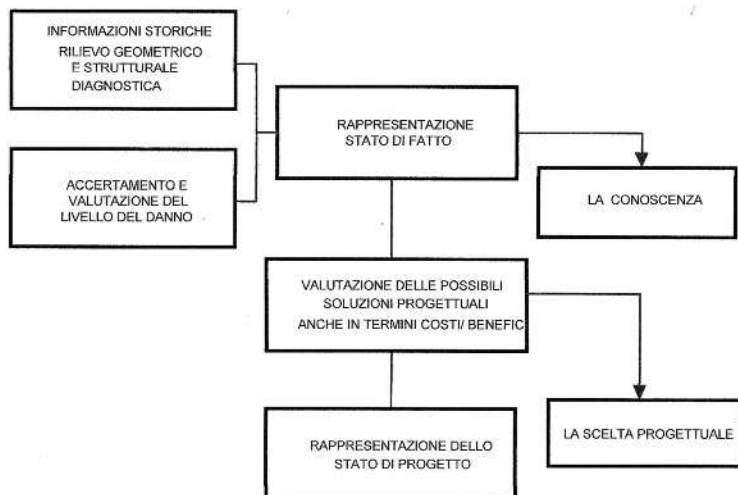 INFORMAZIONI STORICHE
RILIEVO GEOMETRICO
E STRUTTURALE
DIAGNOSTICA
RAPPRESENTAZIONE
STATO DI FATTO
ACCERTAMENTO E
VALUTAZIONE DEL
LIVELLO DEL DANNO
LA CONOSCENZA
VALUTAZIONE DELLE POSSIBILI
SOLUZIONI PROGETTUALI
ANCHE IN TERMINI COSTI/ BENEFIC
LA SCELTA PROGETTUALE
RAPPRESENTAZIONE DELLO
STATO DI PROGETTO